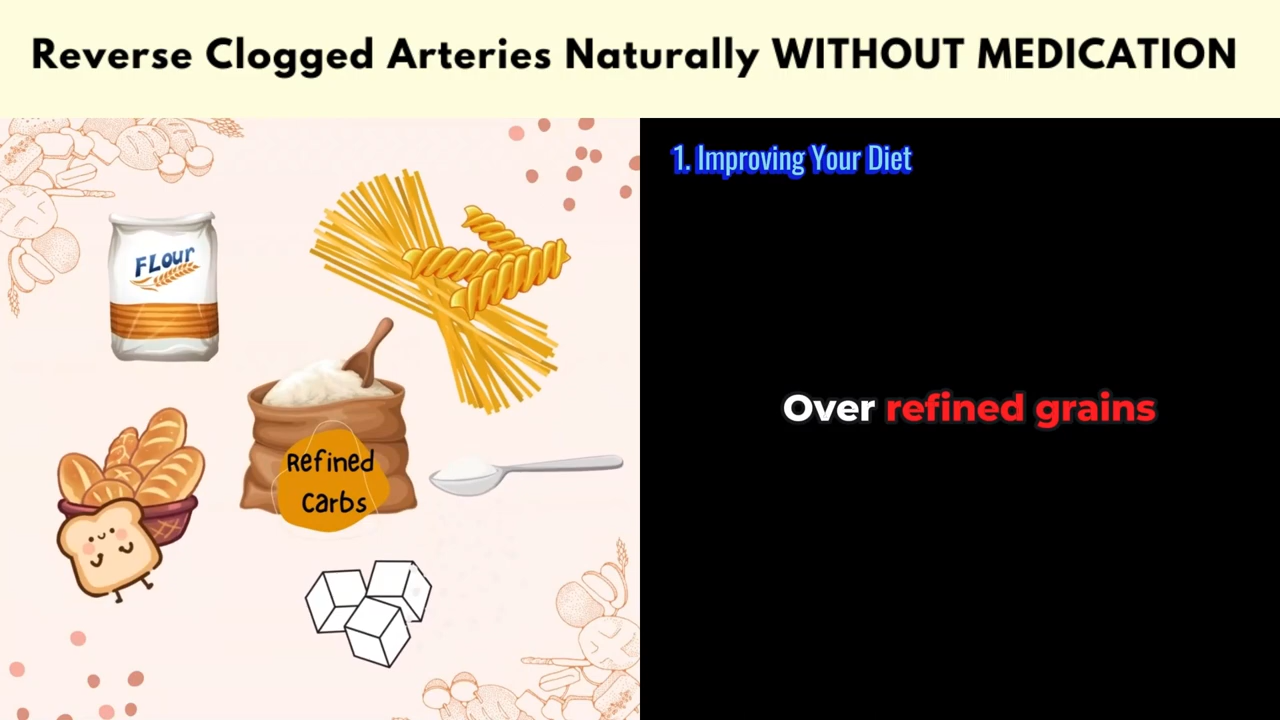 Reverse Clogged Arteries Naturally WITHOUT MEDICATION
1. Improving Your Diet
FLour
Refined
Carbs
Over refined grains